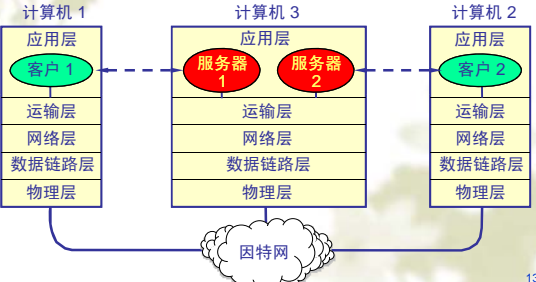 计算机 1
计算机 3
计算机 2
应用层
应用层
应用层
客户 1
服务器
1
服务器
2
客户 2
运输层
运输层
运输层
网络层
网络层
网络层
数据链路层
数据链路层
数据链路层
物理层
物理层
物理层
因特网
13